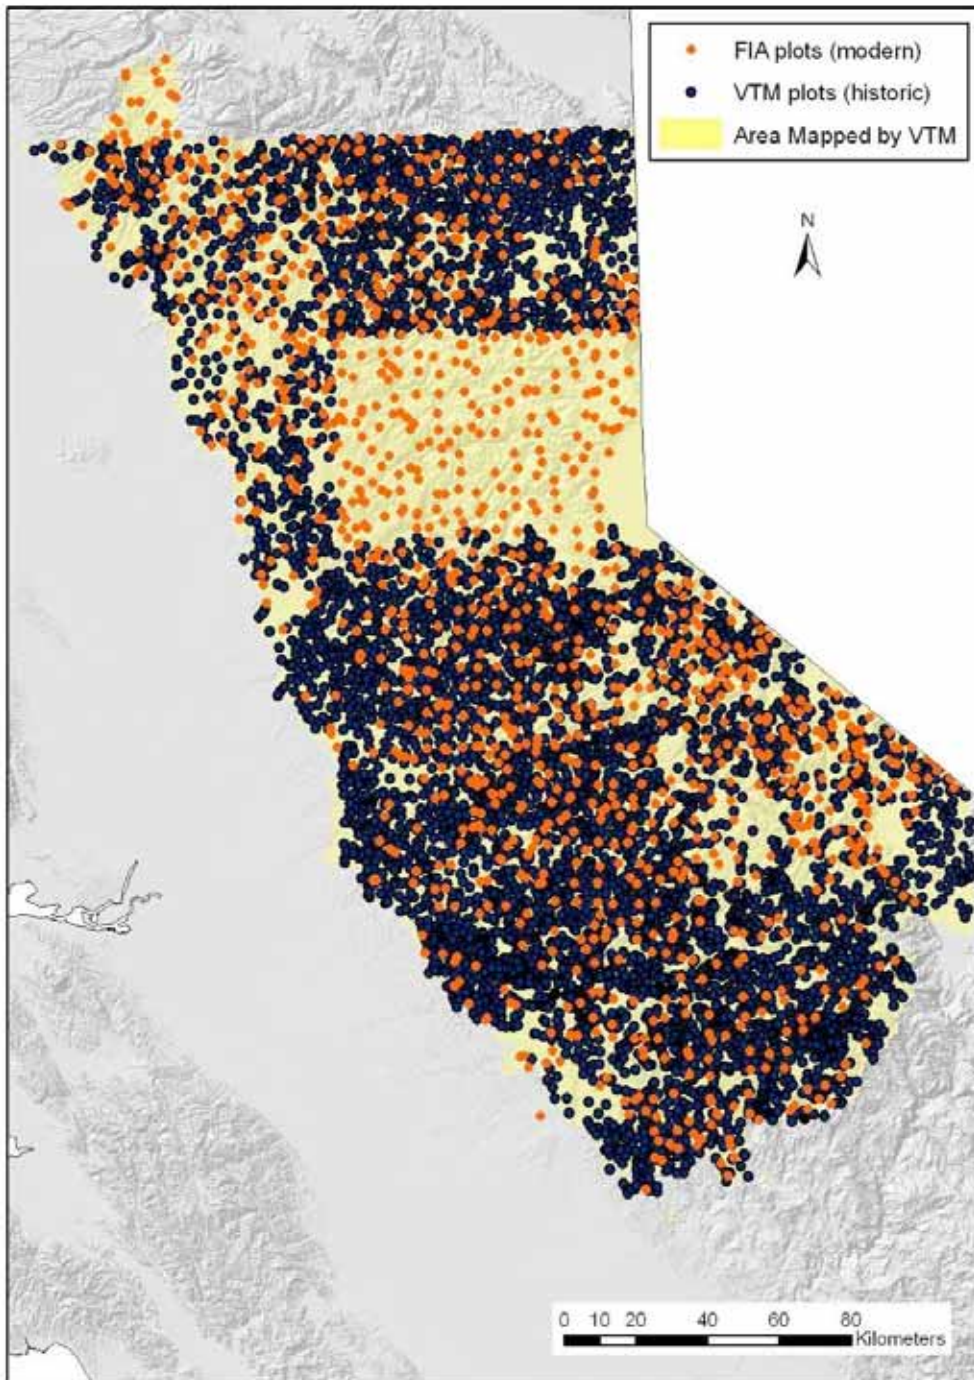 FIA plots (modern)
VTM plots (historic)
Area Mapped by VTM
N
0 10 20 40 60 80
Kilometers